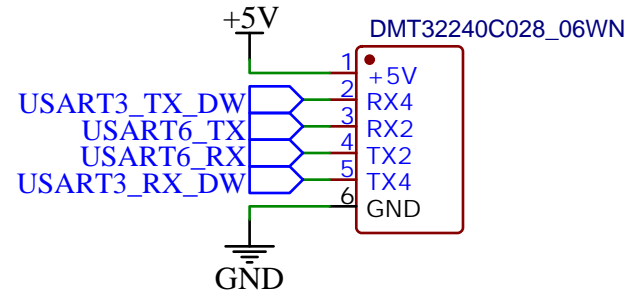 +5V
DMT32240C028_06WN
1
+5V
USART3_TX_DW 2 RX4
USART6_TX 3 RX2
USART6_RX 4 TX2
USART3_RX_DW 5 TX4
6 GND
GND